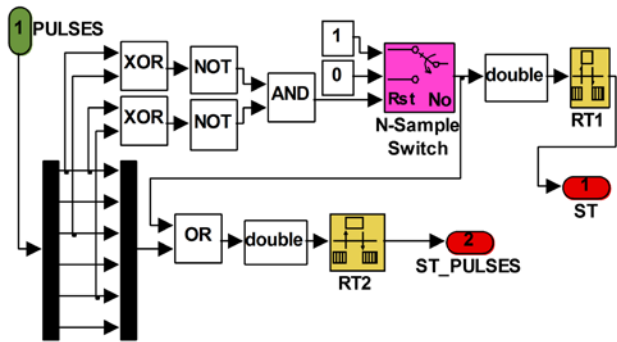 1
PULSES
XOR
NOT
1
0
Rst No
N-Sample
Switch
double
RT1
XOR
NOT
AND
1
ST
OR
double
RT2
2
ST_PULSES